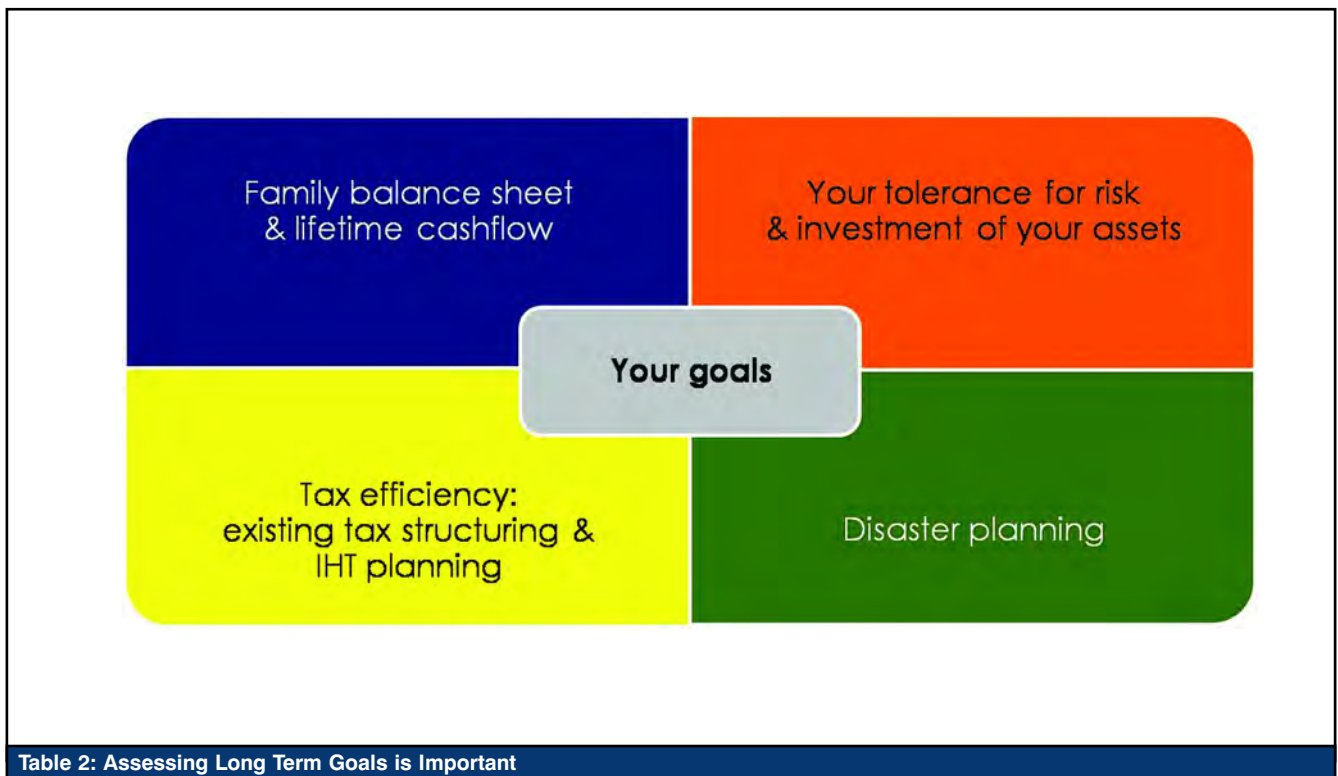 Family balance sheet
& lifetime cashflow
Your tolerance for risk
& investment of your assets
Your goals
Tax efficiency:
existing tax structuring &
IHT planning
Disaster planning
Table 2: Assessing Long Term Goals is Important